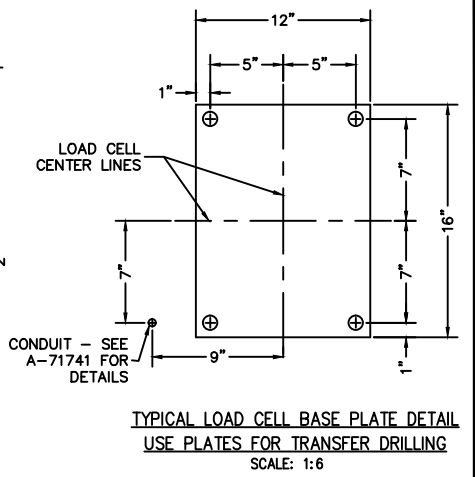 12"
5"
5"
1"
LOAD CELL
CENTER LINES
7"
16"
7"
7"
CONDUIT - SEE
A-71741 FOR
DETAILS
9"
1"
TYPICAL LOAD CELL BASE PLATE DETAIL
USE PLATES FOR TRANSFER DRILLING
SCALE: 1:6